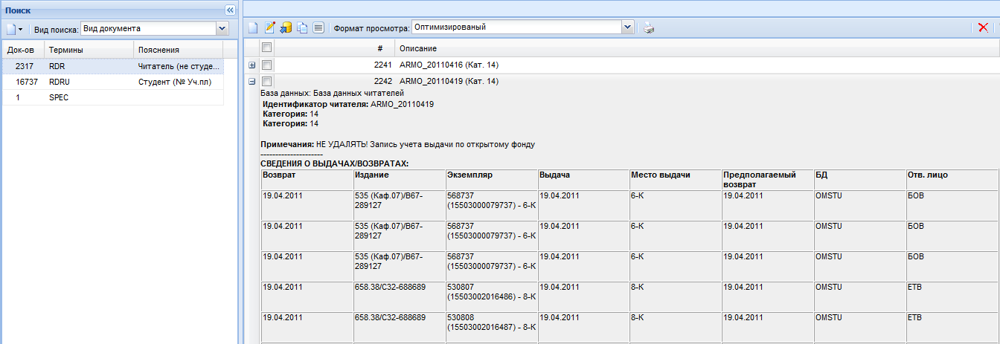 Поиск
Вид поиска: Вид документа
Док-ов Термины Пояснения
2317 RDR Читатель (не студе...
16737 RDRU Студент (№ Уч.пл)
1 SPEC
Формат просмотра: Оптимизированый
# Описание
2241 ARMO_20110416 (Кат. 14)
2242 ARMO_20110419 (Кат. 14)
База данных: База данных читателей
Идентификатор читателя: ARMO_20110419
Категория: 14
Категория: 14
Примечания: НЕ УДАЛЯТЬ! Запись учета выдачи по открытому фонду
---------------------
СВЕДЕНИЯ О ВЫДАЧАХ/ВОЗВРАТАХ:
Возврат Издание Экземпляр Выдача Место выдачи Предполагаемый БД Отв. лицо
возврат
19.04.2011 535 (Каф.07)/В67- 568737 19.04.2011 6-К 19.04.2011 OMSTU БОВ
289127 (15503000079737) - 6-К
19.04.2011 535 (Каф.07)/В67- 568737 19.04.2011 6-К 19.04.2011 OMSTU БОВ
289127 (15503000079737) - 6-К
19.04.2011 535 (Каф.07)/В67- 568737 19.04.2011 6-К 19.04.2011 OMSTU БОВ
289127 (15503000079737) - 6-К
19.04.2011 658.38/С32-688689 530807 19.04.2011 8-К 19.04.2011 OMSTU ЕТВ
(15503002016486) - 8-К
19.04.2011 658.38/С32-688689 530808 19.04.2011 8-К 19.04.2011 OMSTU ЕТВ
(15503002016487) - 8-К